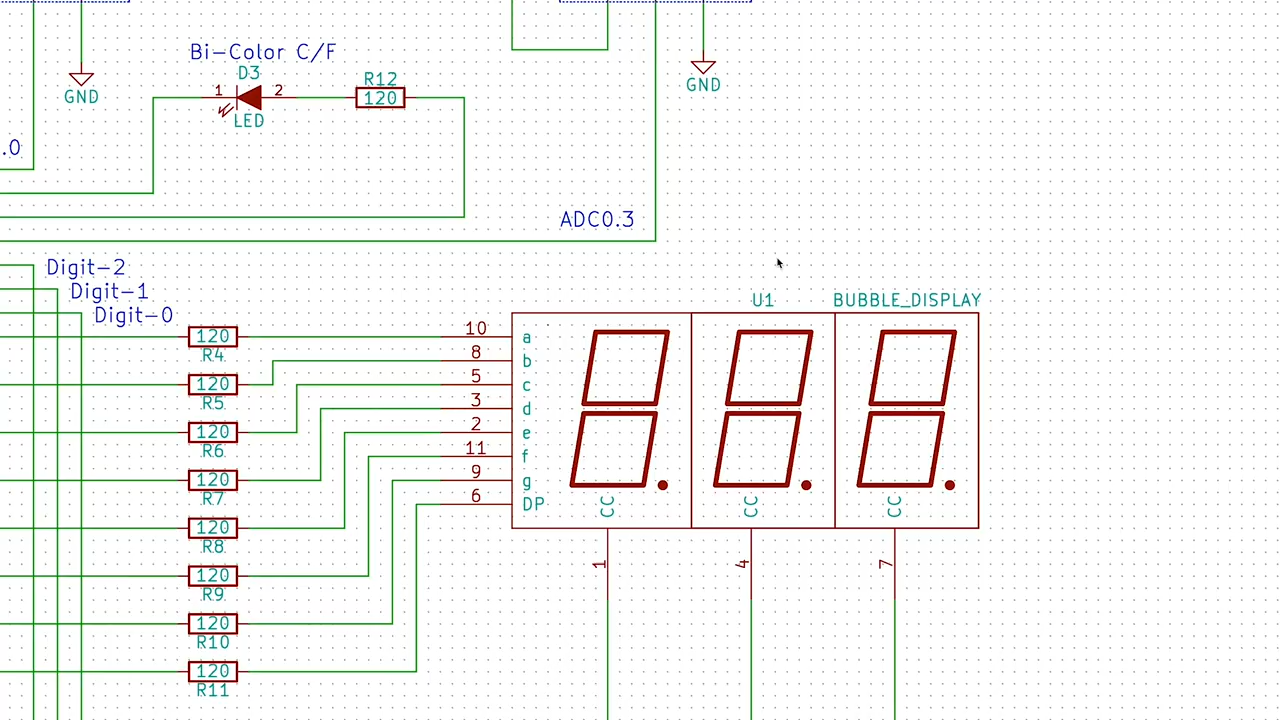 Bi-Color C/F
D3
1
2
LED
R12
120
GND
GND
.0
ADC0.3
Digit-2
Digit-1
Digit-0
U1
BUBBLE_DISPLAY
120
R4
120
R5
120
R6
120
R7
120
R8
120
R9
120
R10
120
R11
10 a
8 b
5 c
3 d
2 e
11 f
9 g
6 DP
CC
CC
CC
1
4
7